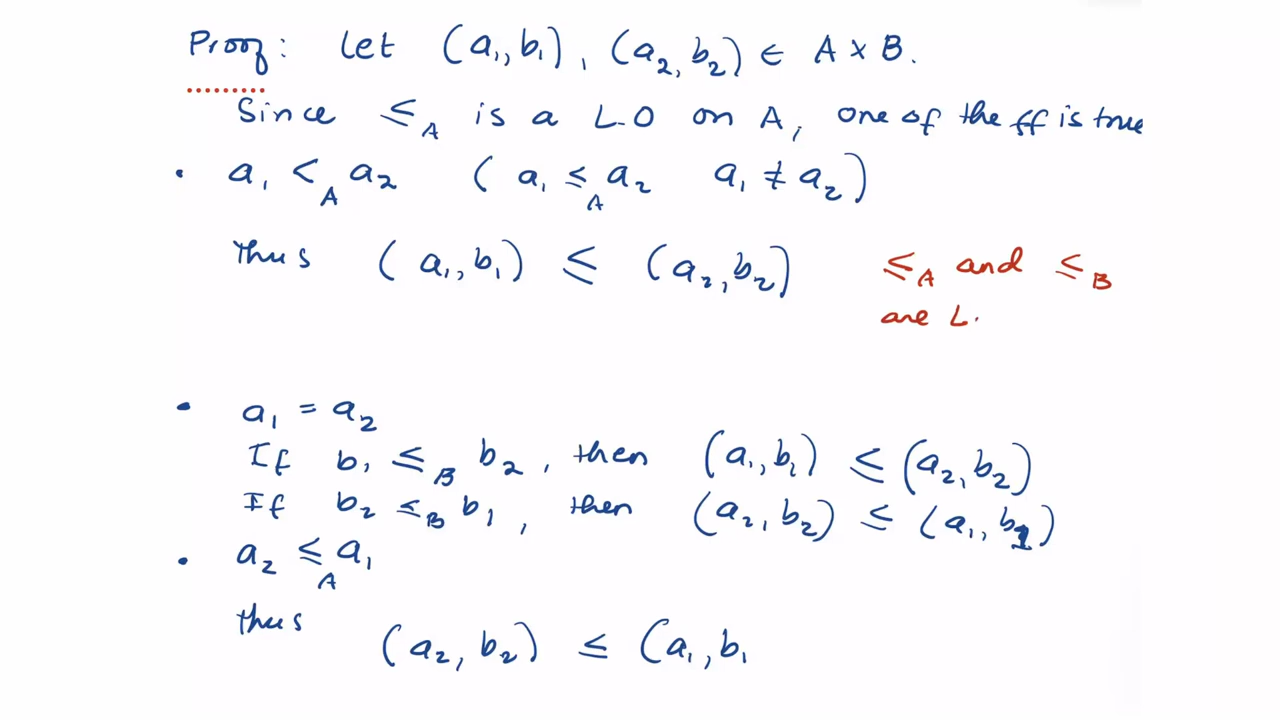 Proof: Let (a₁, b₁), (a₂, b₂) ∈ A × B.
Since ≤_A is a L-O on A, one of the ff is true
• a₁ <_A a₂ ( a₁ ≤_A a₂ a₁ ≠ a₂ )
thus (a₁, b₁) ≤ (a₂, b₂)
≤_A and ≤_B
are L.
• a₁ = a₂
If b₁ ≤_B b₂, then (a₁, b₁) ≤ (a₂, b₂)
If b₂ ≤_B b₁, then (a₂, b₂) ≤ (a₁, b₁)
• a₂ ≤_A a₁
thus (a₂, b₂) ≤ (a₁, b₁